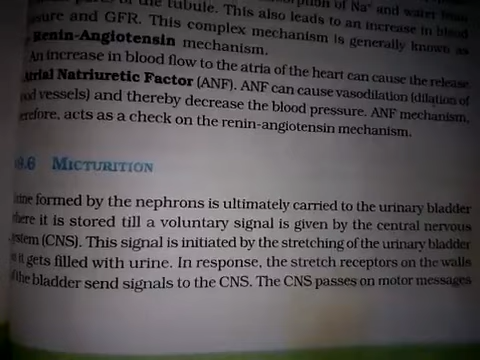 of the tubule. This also leads to an increase in blood
and GFR. This complex mechanism is generally known as
Renin-Angiotensin mechanism.
An increase in blood flow to the atria of the heart can cause the release
Atrial Natriuretic Factor (ANF). ANF can cause vasodilation (dilation of
vessels) and thereby decrease the blood pressure. ANF mechanism,
acts as a check on the renin-angiotensin mechanism.
9.6 MICTURITION
formed by the nephrons is ultimately carried to the urinary bladder
it is stored till a voluntary signal is given by the central nervous
(CNS). This signal is initiated by the stretching of the urinary bladder
it gets filled with urine. In response, the stretch receptors on the walls
the bladder send signals to the CNS. The CNS passes on motor messages